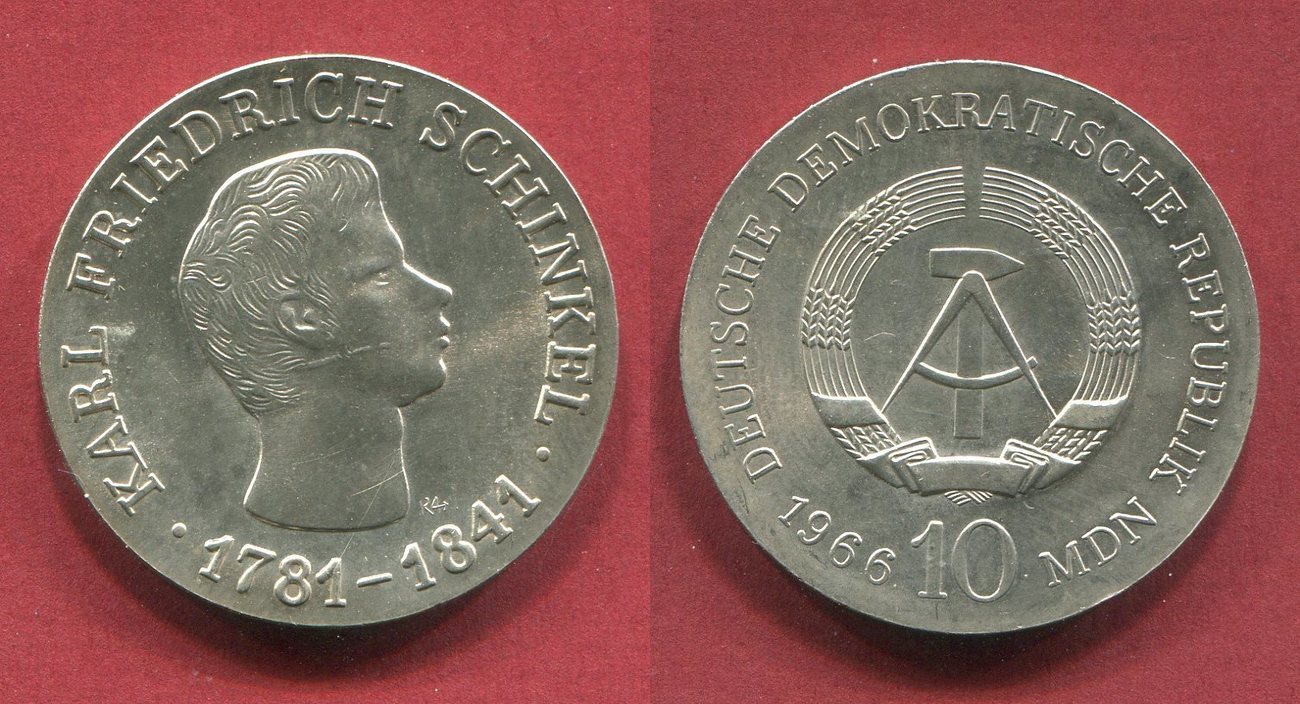 KARL FRIEDRICH SCHINKEL
· 1781–1841 ·
DEUTSCHE DEMOKRATISCHE REPUBLIK
1966 · 10 · MDN